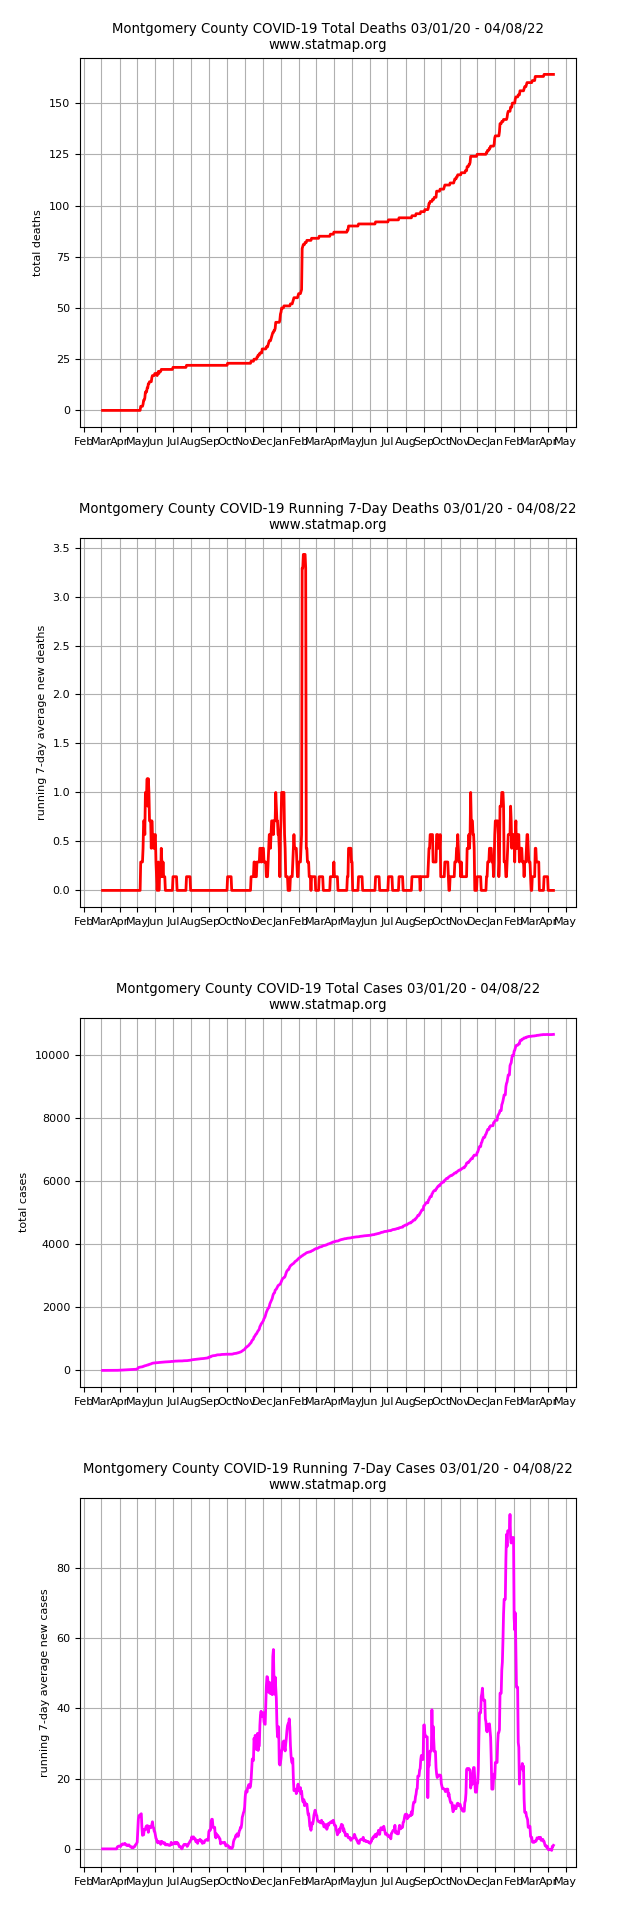 Montgomery County COVID-19 Total Deaths 03/01/20 - 04/08/22
www.statmap.org
total deaths
150
125
100
75
50
25
0
Feb Mar Apr May Jun Jul Aug Sep Oct Nov Dec Jan Feb Mar Apr May Jun Jul Aug Sep Oct Nov Dec Jan Feb Mar Apr May
Montgomery County COVID-19 Running 7-Day Deaths 03/01/20 - 04/08/22
www.statmap.org
running 7-day average new deaths
3.5
3.0
2.5
2.0
1.5
1.0
0.5
0.0
Feb Mar Apr May Jun Jul Aug Sep Oct Nov Dec Jan Feb Mar Apr May Jun Jul Aug Sep Oct Nov Dec Jan Feb Mar Apr May
Montgomery County COVID-19 Total Cases 03/01/20 - 04/08/22
www.statmap.org
total cases
10000
8000
6000
4000
2000
0
Feb Mar Apr May Jun Jul Aug Sep Oct Nov Dec Jan Feb Mar Apr May Jun Jul Aug Sep Oct Nov Dec Jan Feb Mar Apr May
Montgomery County COVID-19 Running 7-Day Cases 03/01/20 - 04/08/22
www.statmap.org
running 7-day average new cases
80
60
40
20
0
Feb Mar Apr May Jun Jul Aug Sep Oct Nov Dec Jan Feb Mar Apr May Jun Jul Aug Sep Oct Nov Dec Jan Feb Mar Apr May